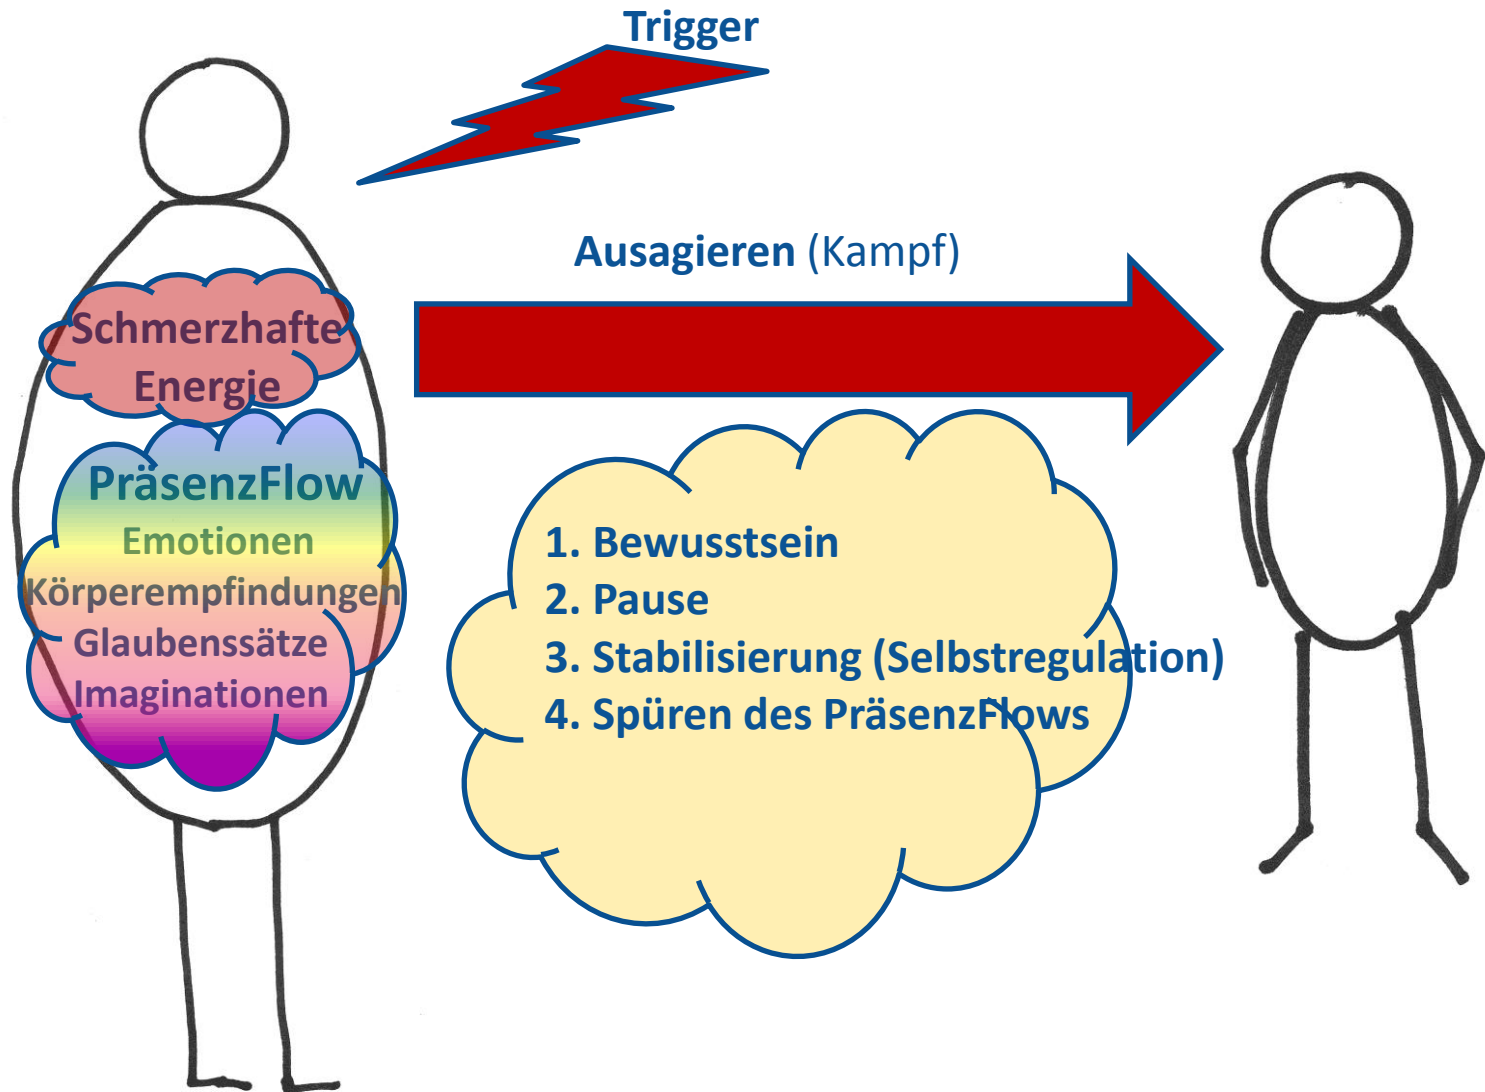 Trigger
Ausagieren (Kampf)
Schmerzhafte
Energie
PräsenzFlow
Emotionen
Körperempfindungen
Glaubenssätze
Imaginationen
1. Bewusstsein
2. Pause
3. Stabilisierung (Selbstregulation)
4. Spüren des PräsenzFlows